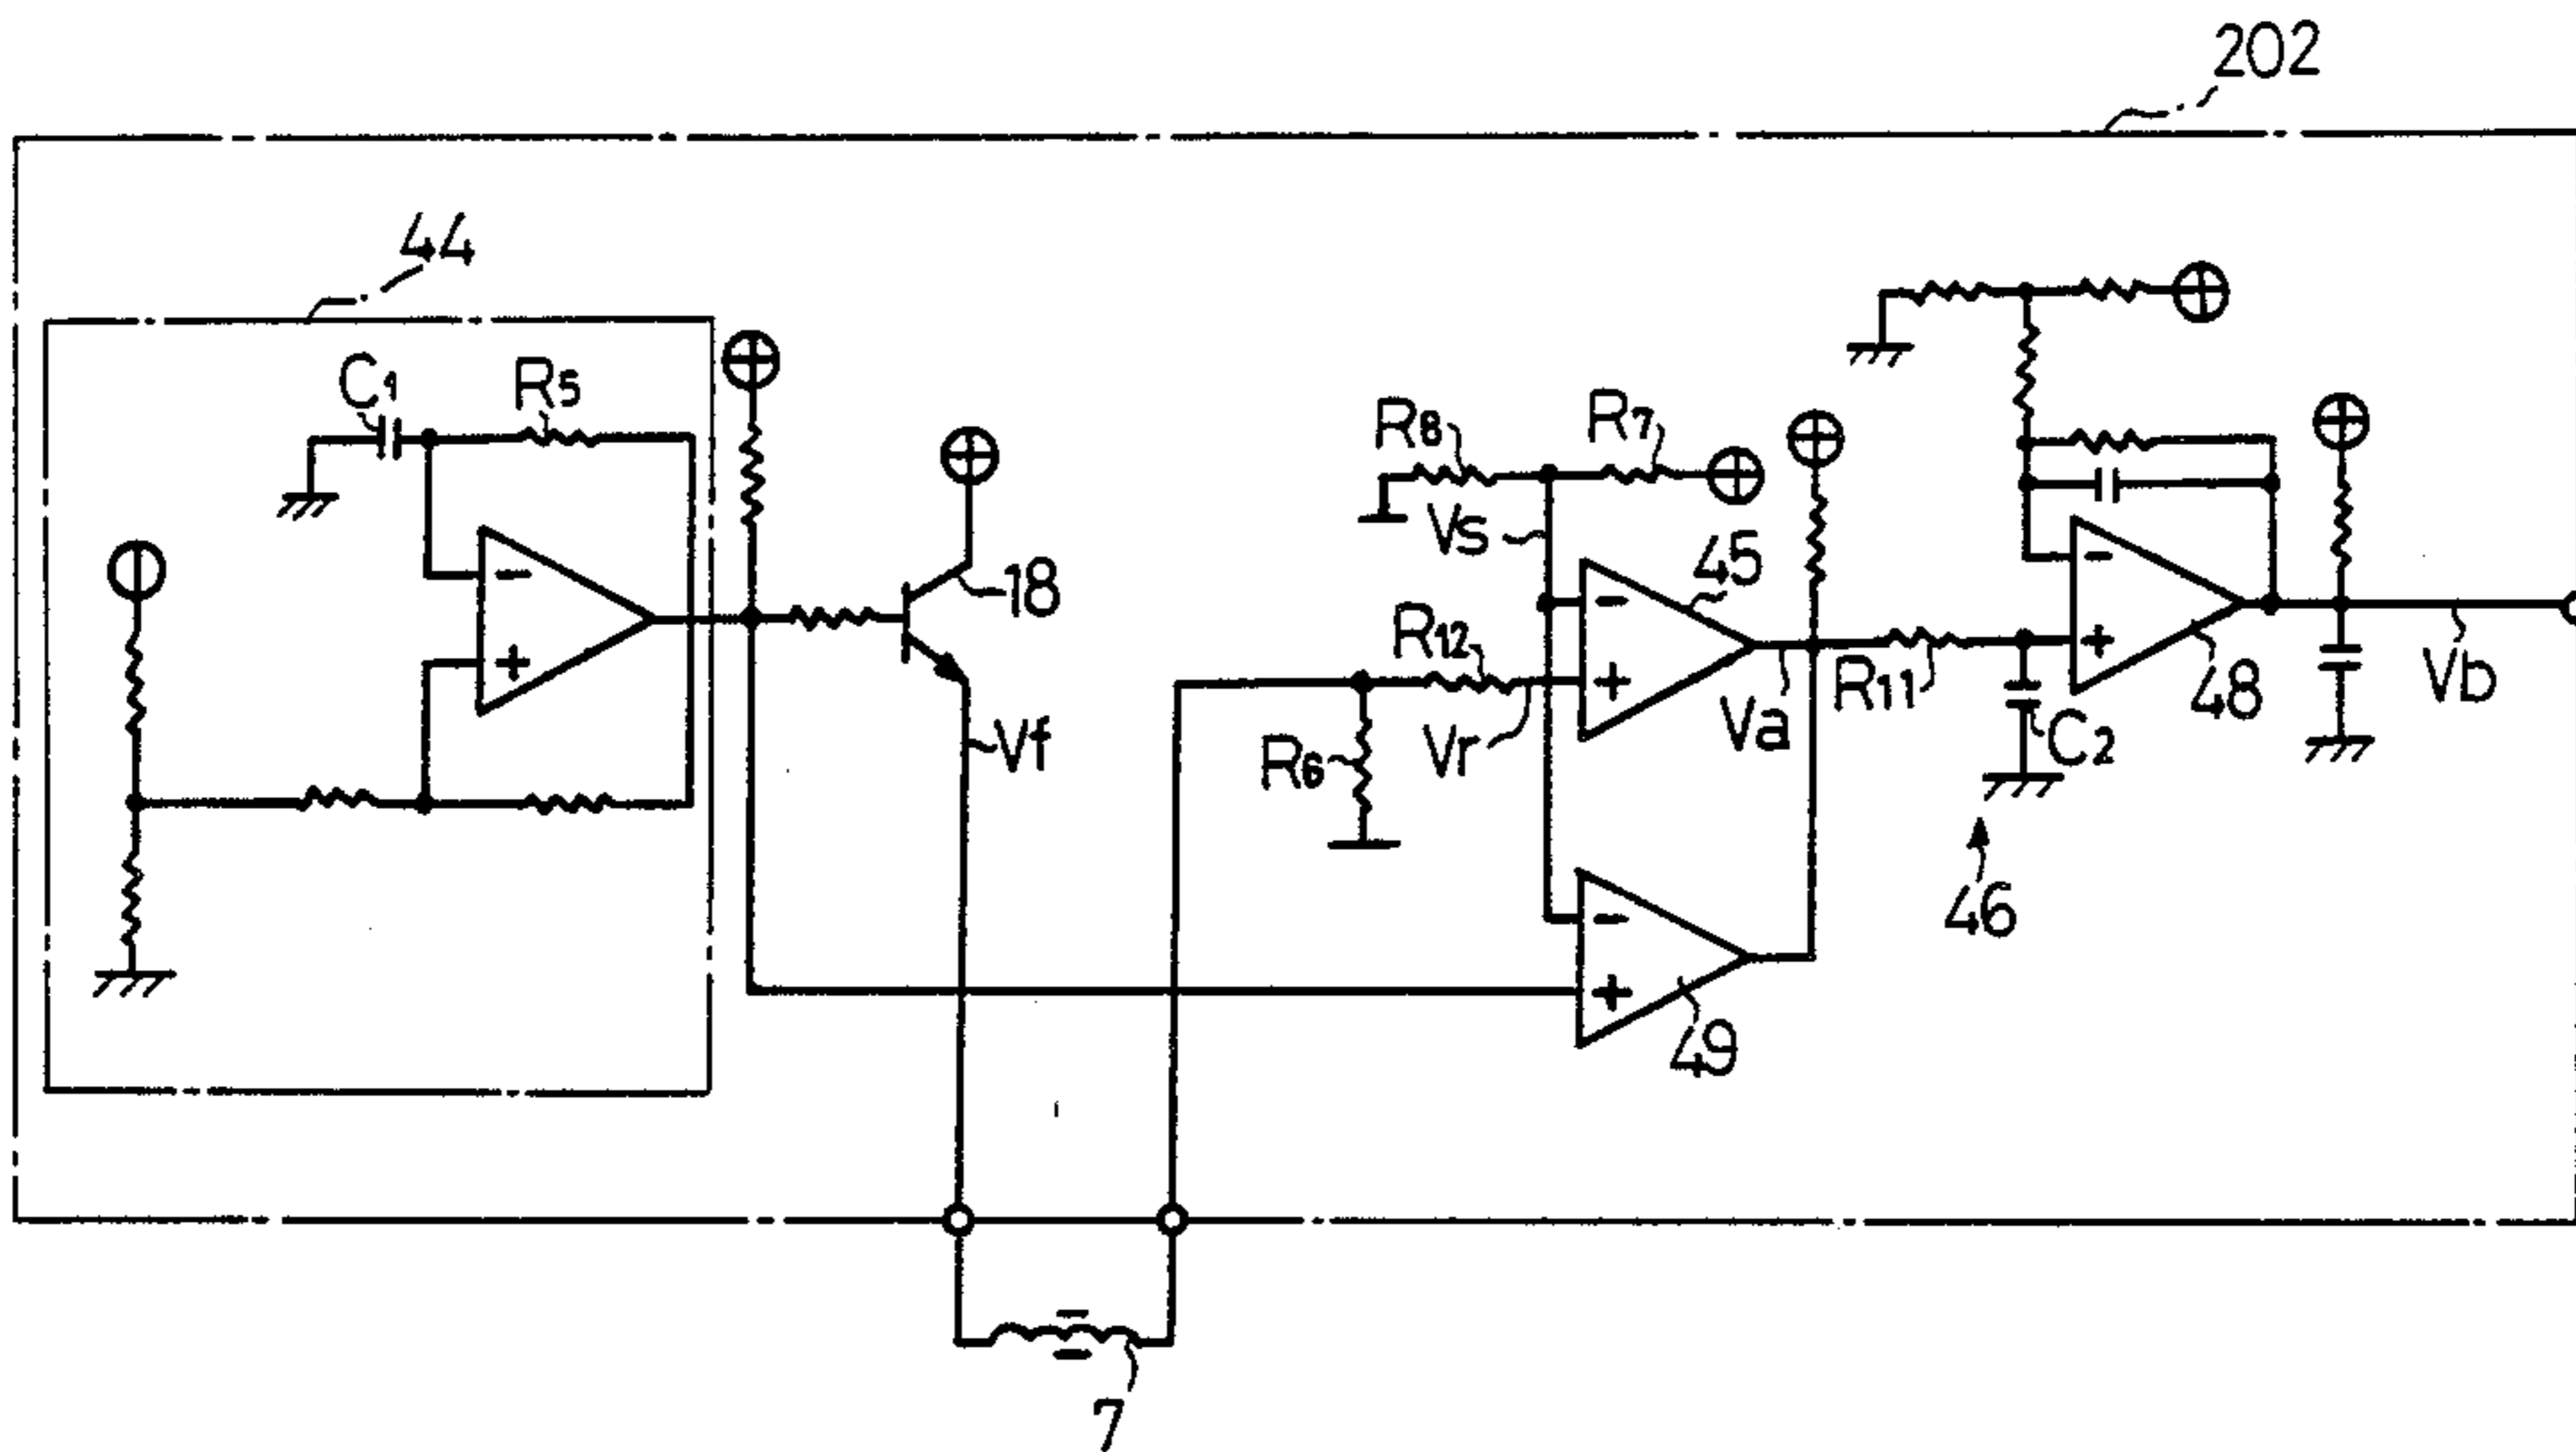 202
44
C1 R5
R8 R7
Vs
45
18
R12
− + − + − + − +
Vf
R6
Vr
Va
R11
C2
48
Vb
46
49
7